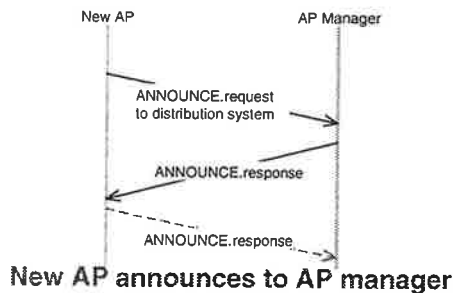 New AP
AP Manager
ANNOUNCE.request
to distribution system
ANNOUNCE.response
ANNOUNCE.response
New AP announces to AP manager